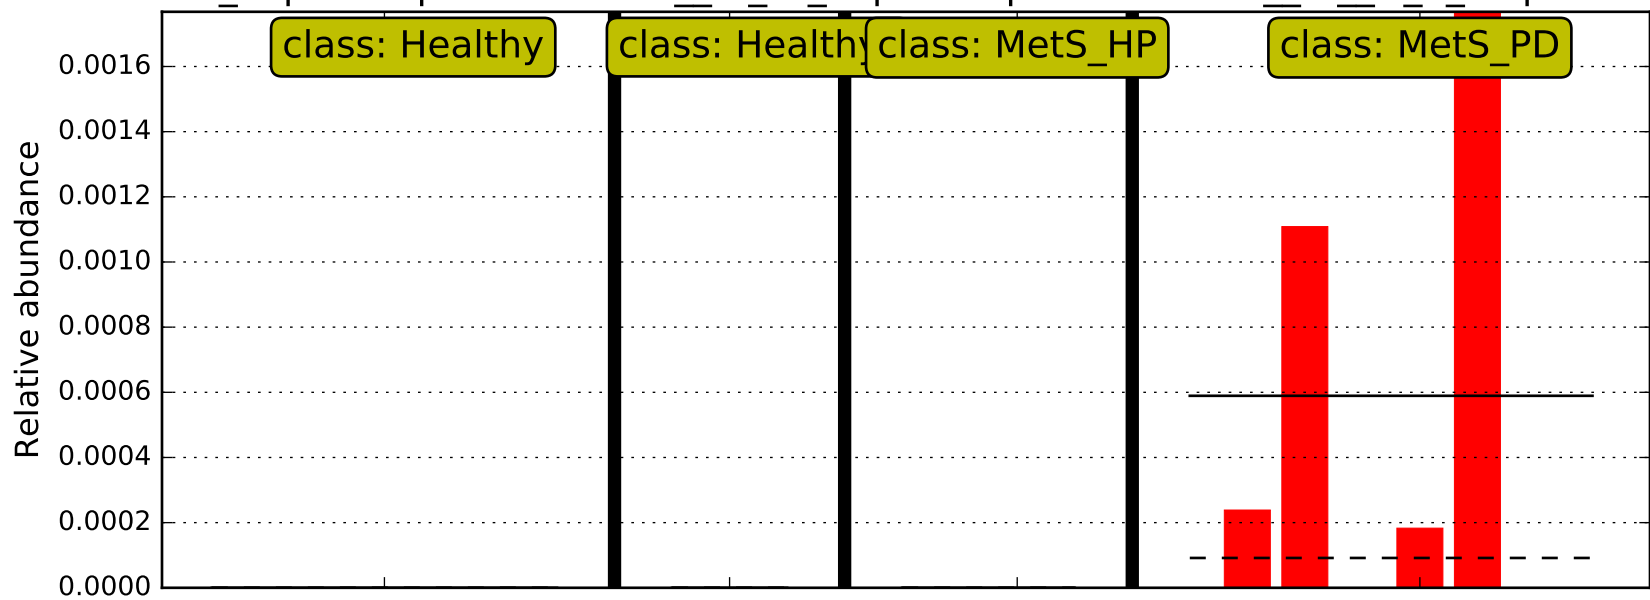 class: Healthy
class: Healthy
class: MetS_HP
class: MetS_PD
0.0016
0.0014
0.0012
0.0010
0.0008
0.0006
0.0004
0.0002
0.0000
Relative abundance